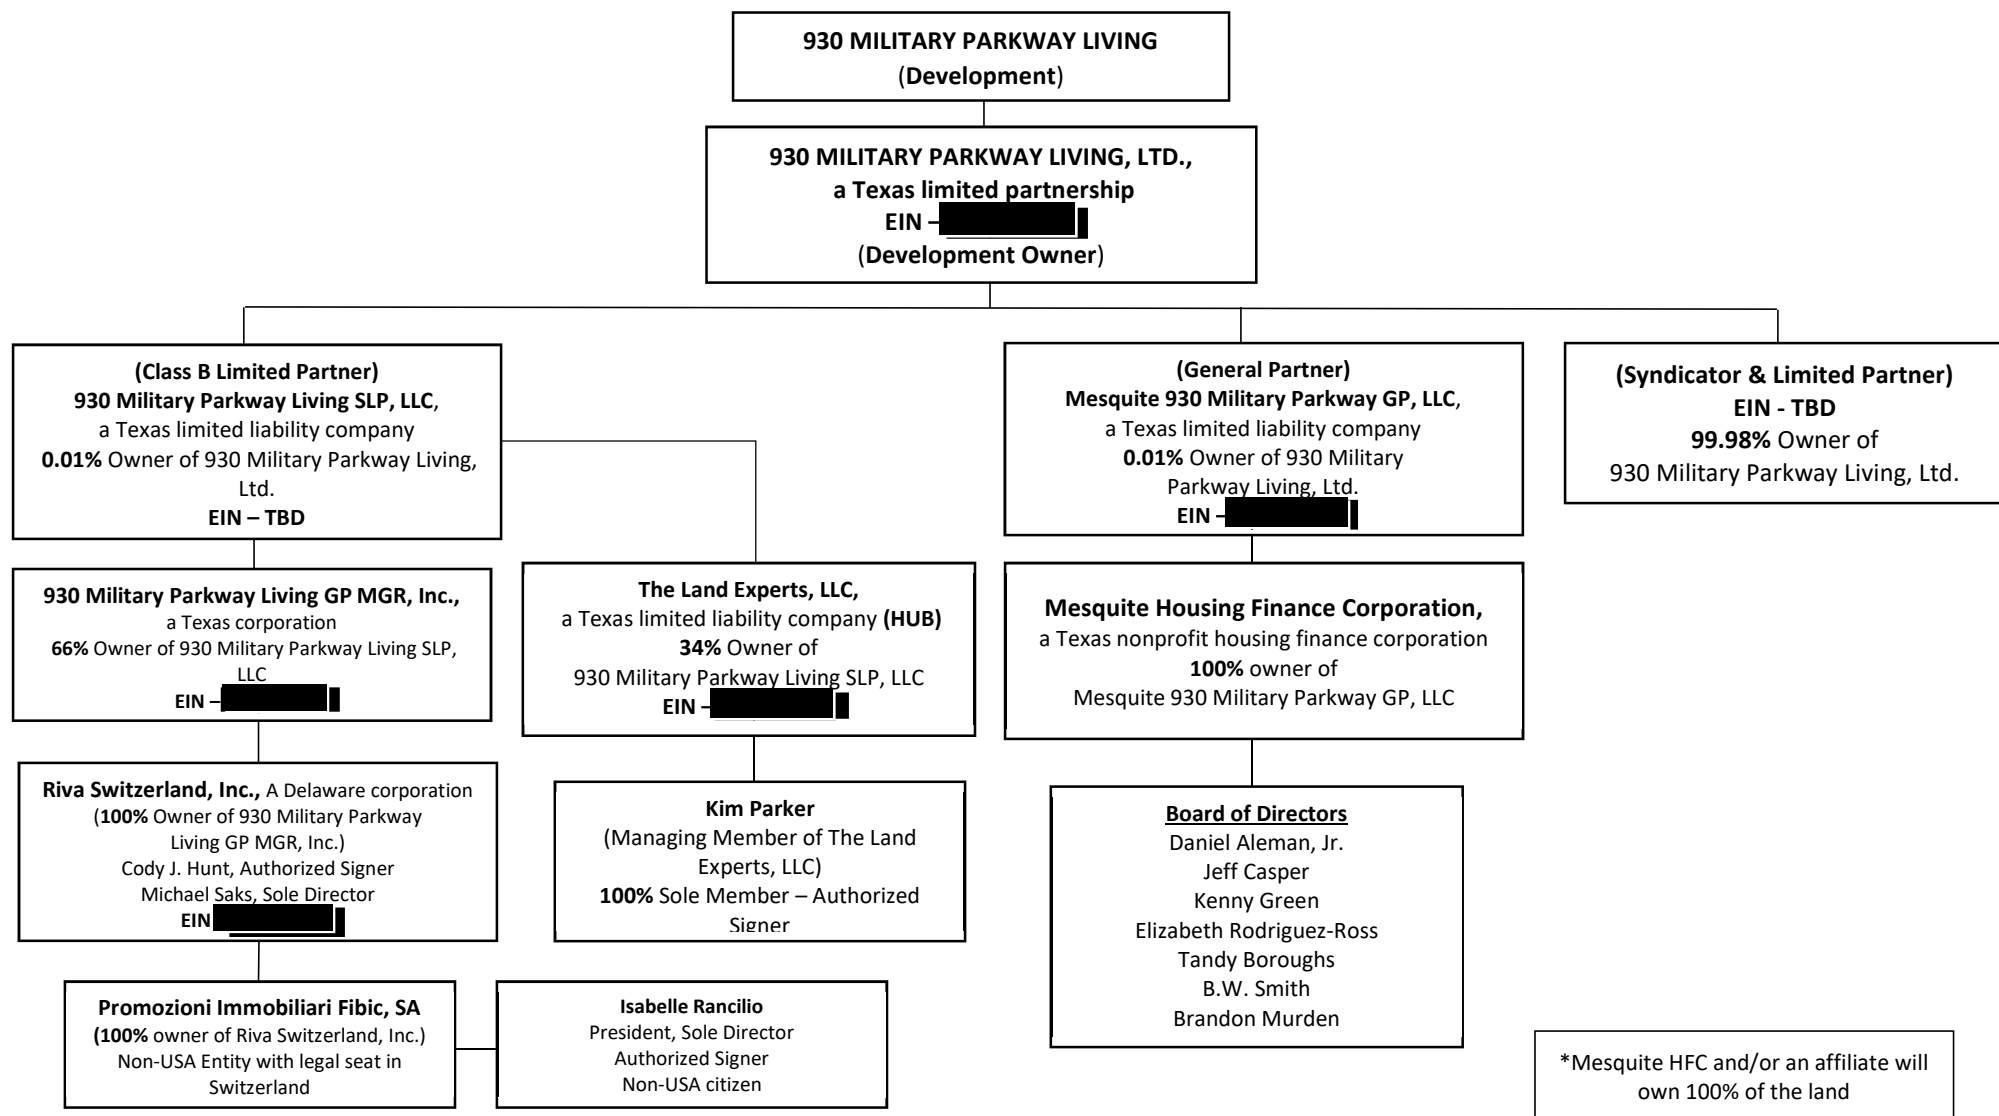 930 MILITARY PARKWAY LIVING
(Development)
930 MILITARY PARKWAY LIVING, LTD.,
a Texas limited partnership
EIN –
(Development Owner)
(Class B Limited Partner)
930 Military Parkway Living SLP, LLC,
a Texas limited liability company
0.01% Owner of 930 Military Parkway Living,
Ltd.
EIN – TBD
(General Partner)
Mesquite 930 Military Parkway GP, LLC,
a Texas limited liability company
0.01% Owner of 930 Military
Parkway Living, Ltd.
EIN –
(Syndicator & Limited Partner)
EIN - TBD
99.98% Owner of
930 Military Parkway Living, Ltd.
930 Military Parkway Living GP MGR, Inc.,
a Texas corporation
66% Owner of 930 Military Parkway Living SLP,
LLC
EIN –
The Land Experts, LLC,
a Texas limited liability company (HUB)
34% Owner of
930 Military Parkway Living SLP, LLC
EIN –
Mesquite Housing Finance Corporation,
a Texas nonprofit housing finance corporation
100% owner of
Mesquite 930 Military Parkway GP, LLC
Riva Switzerland, Inc., A Delaware corporation
(100% Owner of 930 Military Parkway
Living GP MGR, Inc.)
Cody J. Hunt, Authorized Signer
Michael Saks, Sole Director
EIN
Kim Parker
(Managing Member of The Land
Experts, LLC)
100% Sole Member – Authorized
Signer
Board of Directors
Daniel Aleman, Jr.
Jeff Casper
Kenny Green
Elizabeth Rodriguez-Ross
Tandy Boroughs
B.W. Smith
Brandon Murden
Promozioni Immobiliari Fibic, SA
(100% owner of Riva Switzerland, Inc.)
Non-USA Entity with legal seat in
Switzerland
Isabelle Rancilio
President, Sole Director
Authorized Signer
Non-USA citizen
*Mesquite HFC and/or an affiliate will
own 100% of the land